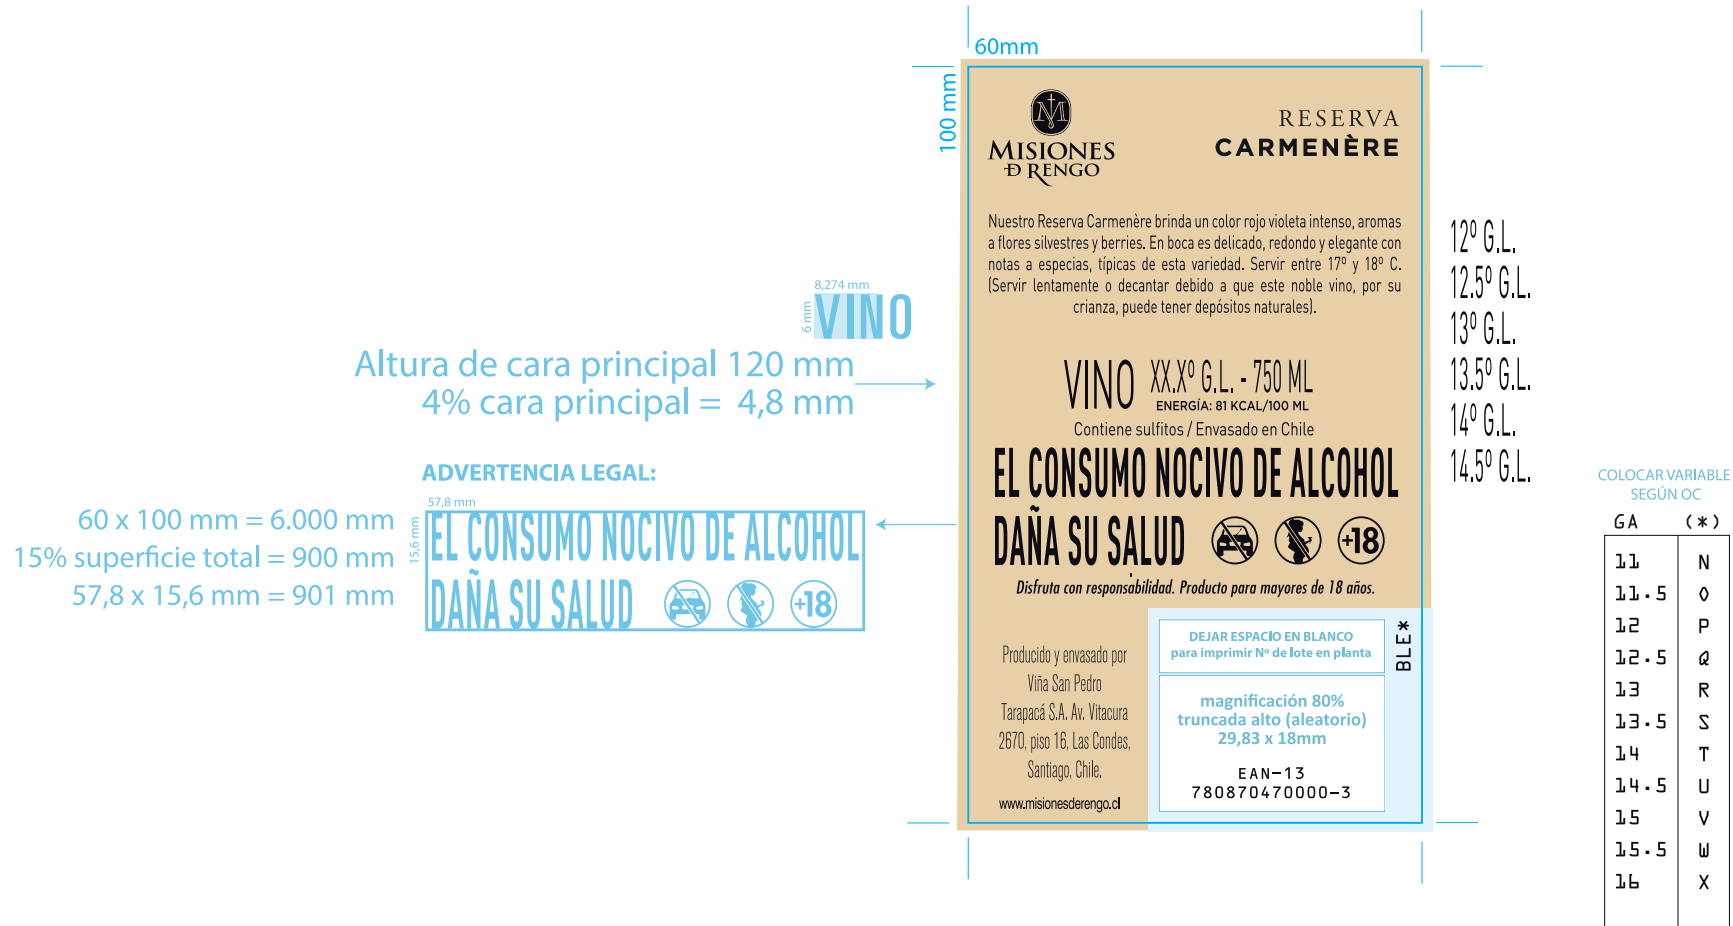 60mm
100 mm
M
MISIONES
D RENGO
RESERVA
CARMENÈRE
Nuestro Reserva Carmenère brinda un color rojo violeta intenso, aromas
a flores silvestres y berries. En boca es delicado, redondo y elegante con
notas a especias, típicas de esta variedad. Servir entre 17º y 18º C.
(Servir lentamente o decantar debido a que este noble vino, por su
crianza, puede tener depósitos naturales).
12º G.L.
12.5º G.L.
13º G.L.
13.5º G.L.
14º G.L.
14.5º G.L.
8,274 mm
6 mm
VINO
Altura de cara principal 120 mm
4% cara principal = 4,8 mm
VINO XX.Xº G.L. - 750 ML
ENERGÍA: 81 KCAL/100 ML
Contiene sulfitos / Envasado en Chile
EL CONSUMO NOCIVO DE ALCOHOL
DAÑA SU SALUD +18
Disfruta con responsabilidad. Producto para mayores de 18 años.
ADVERTENCIA LEGAL:
57,8 mm
15,6 mm
EL CONSUMO NOCIVO DE ALCOHOL
DAÑA SU SALUD +18
60 x 100 mm = 6.000 mm
15% superficie total = 900 mm
57,8 x 15,6 mm = 901 mm
Producido y envasado por
Viña San Pedro
Tarapacá S.A. Av. Vitacura
2670, piso 16, Las Condes,
Santiago, Chile.
www.misionesderengo.cl
DEJAR ESPACIO EN BLANCO
para imprimir Nº de lote en planta
BLE*
magnificación 80%
truncada alto (aleatorio)
29,83 x 18mm
EAN-13
780870470000-3
COLOCAR VARIABLE
SEGÚN OC
GA (*)
11 N
11.5 O
12 P
12.5 Q
13 R
13.5 S
14 T
14.5 U
15 V
15.5 W
16 X